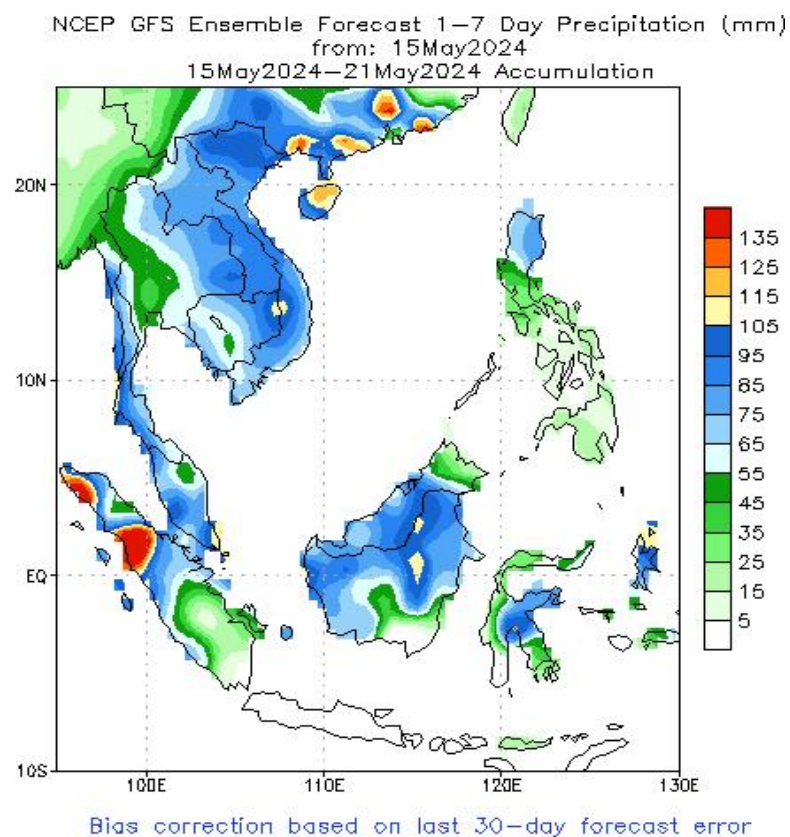 NCEP GFS Ensemble Forecast 1-7 Day Precipitation (mm)
from: 15May2024
15May2024-21May2024 Accumulation
20N
10N
EQ
10S
100E 110E 120E 130E
135
125
115
105
95
85
75
65
55
45
35
25
15
5
Bias correction based on last 30-day forecast error